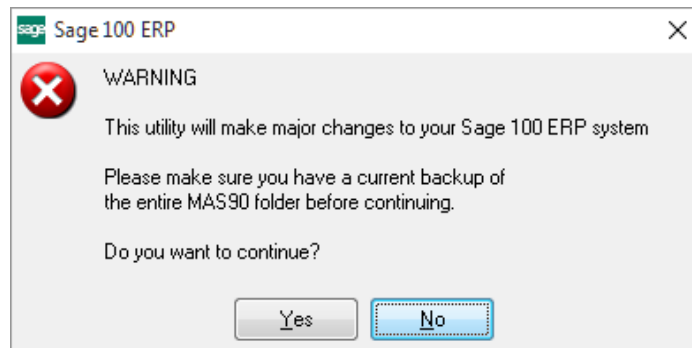 sage Sage 100 ERP
WARNING
This utility will make major changes to your Sage 100 ERP system
Please make sure you have a current backup of
the entire MAS90 folder before continuing.
Do you want to continue?
Yes No